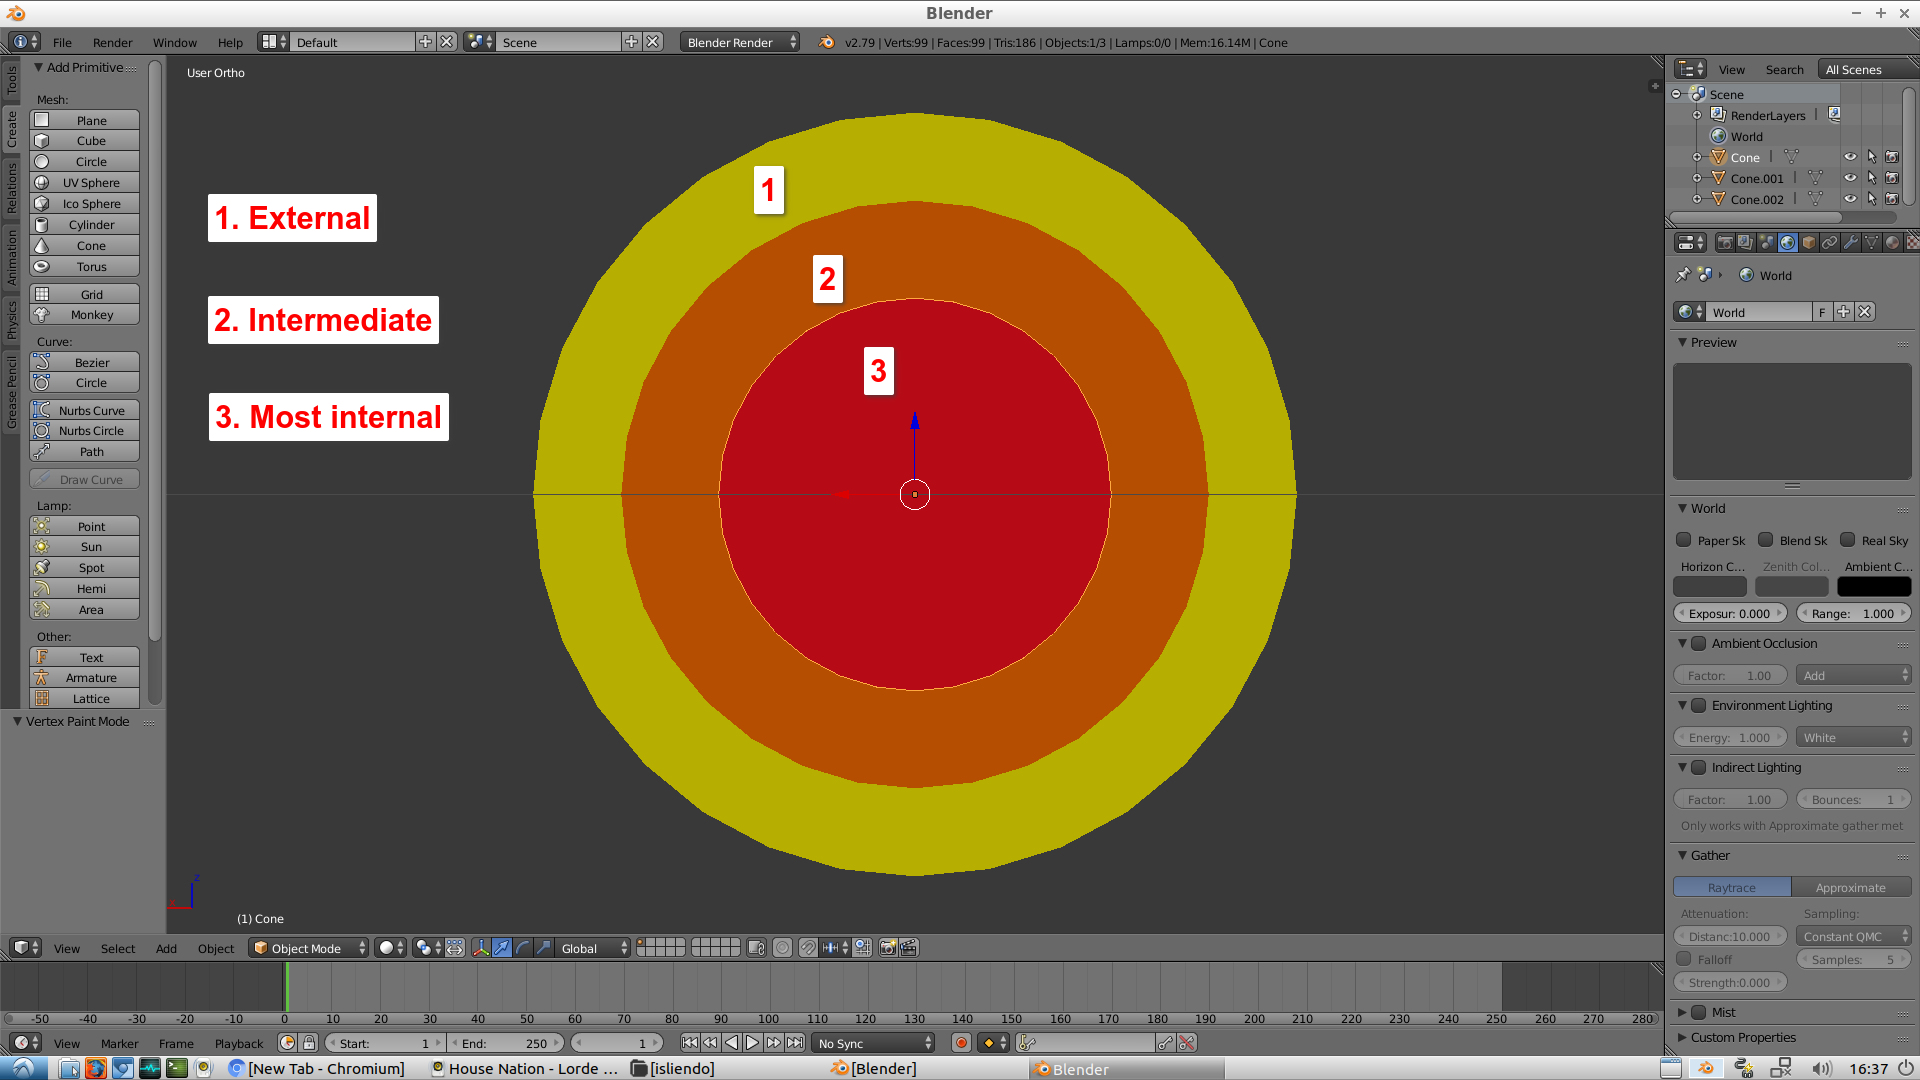 Blender
File Render Window Help Default Scene Blender Render v2.79 | Verts:99 | Faces:99 | Tris:186 | Objects:1/3 | Lamps:0/0 | Mem:16.14M | Cone
Tools
Create
Relations
Animation
Physics
Grease Pencil
Add Primitive
Mesh:
Plane
Cube
Circle
UV Sphere
Ico Sphere
Cylinder
Cone
Torus
Grid
Monkey
Curve:
Bezier
Circle
Nurbs Curve
Nurbs Circle
Path
Draw Curve
Lamp:
Point
Sun
Spot
Hemi
Area
Other:
Text
Armature
Lattice
Vertex Paint Mode
User Ortho
1. External
2. Intermediate
3. Most internal
1
2
3
z
x
(1) Cone
View Search All Scenes
Scene
RenderLayers
World
Cone
Cone.001
Cone.002
World
World F
Preview
World
Paper Sk Blend Sk Real Sky
Horizon C... Zenith Col... Ambient C...
Exposur: 0.000 Range: 1.000
Ambient Occlusion
Factor: 1.00 Add
Environment Lighting
Energy: 1.000 White
Indirect Lighting
Factor: 1.00 Bounces: 1
Only works with Approximate gather met
Gather
Raytrace Approximate
Attenuation: Sampling:
Distanc:10.000 Constant QMC
Falloff Samples: 5
Strength:0.000
Mist
Custom Properties
View Select Add Object Object Mode Global
-50 -40 -30 -20 -10 0 10 20 30 40 50 60 70 80 90 100 110 120 130 140 150 160 170 180 190 200 210 220 230 240 250 260 270 280
View Marker Frame Playback Start: 1 End: 250 1 No Sync
[New Tab - Chromium] House Nation - Lorde ... [isliendo] [Blender] Blender 16:37